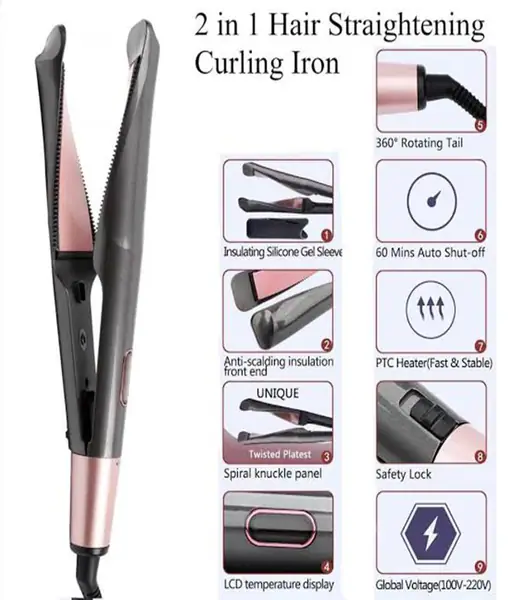 2 in 1 Hair Straightening
Curling Iron
1
Insulating Silicone Gel Sleeve
2
Anti-scalding insulation
front end
UNIQUE
Twisted Platest
3
Spiral knuckle panel
4
LCD temperature display
5
360° Rotating Tail
6
60 Mins Auto Shut-off
7
PTC Heater(Fast & Stable)
8
Safety Lock
9
Global Voltage(100V-220V)